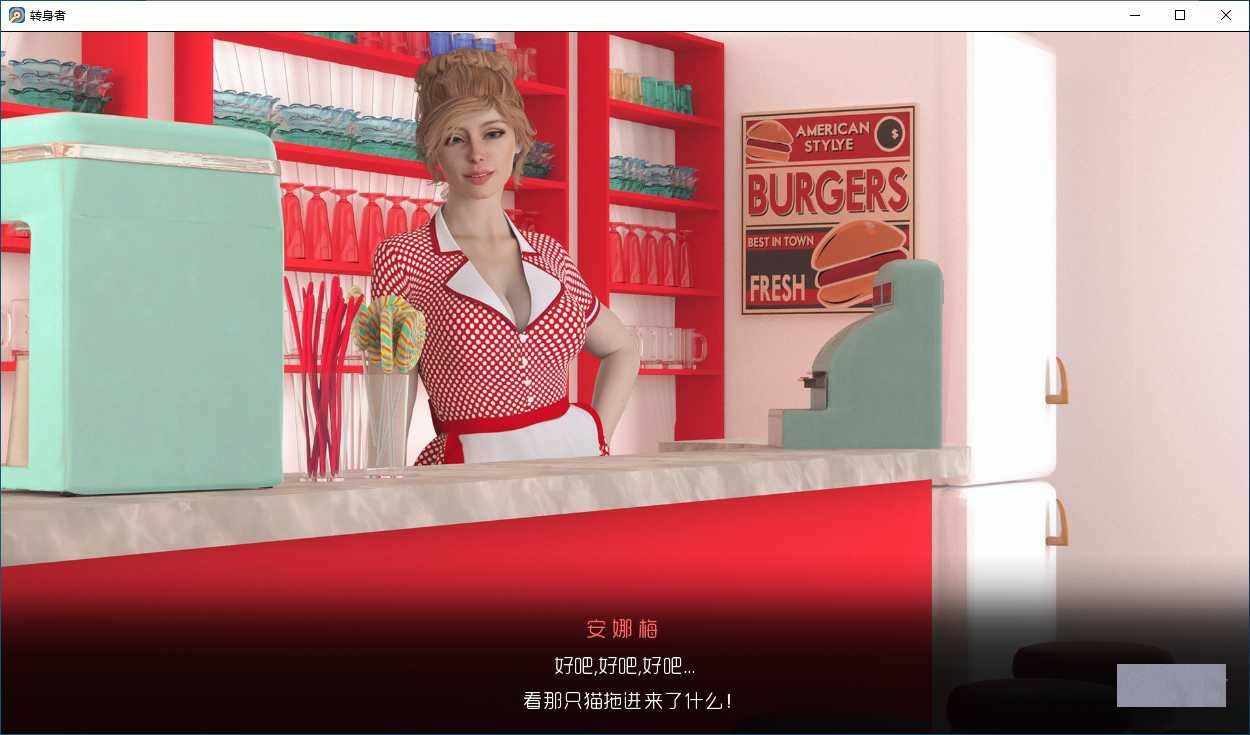 转身者
AMERICAN
STYLYE
$
BURGERS
BEST IN TOWN
FRESH
安娜梅
好吧,好吧,好吧...
看那只猫拖进来了什么!